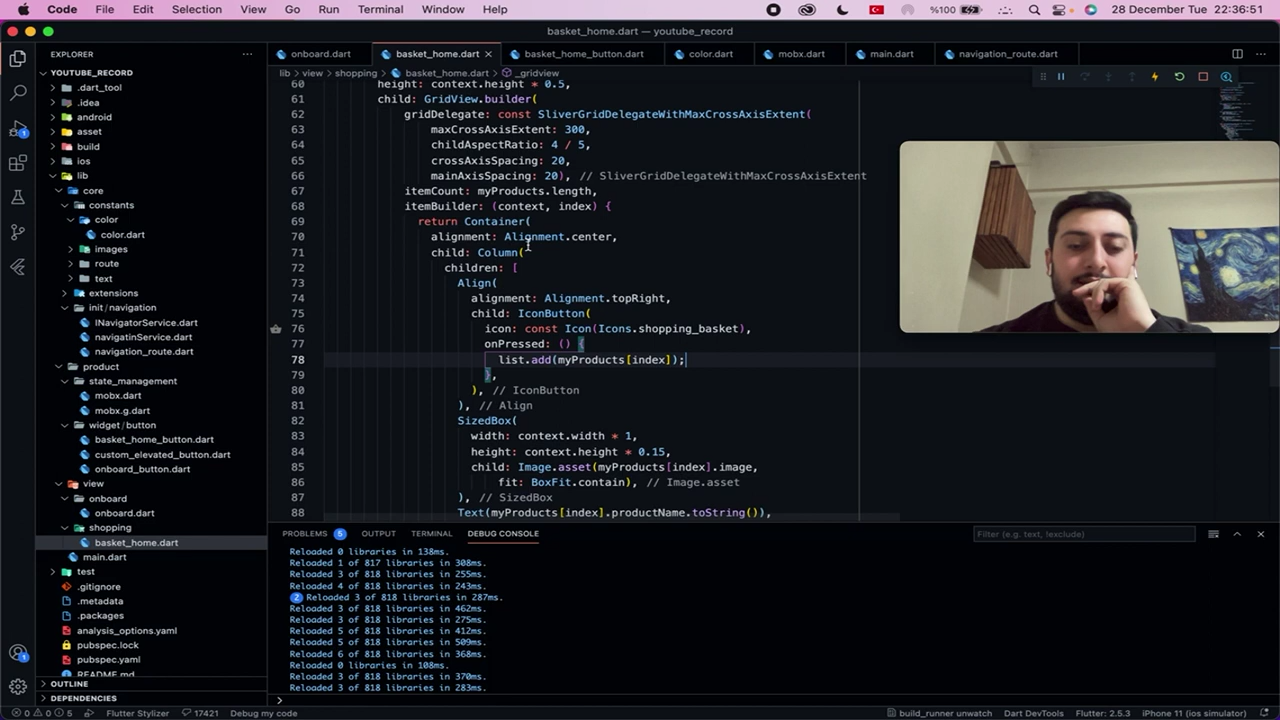 Code File Edit Selection View Go Run Terminal Window Help %100 28 December Tue 22:36:51
basket_home.dart — youtube_record
EXPLORER
onboard.dart basket_home.dart basket_home_button.dart color.dart mobx.dart main.dart navigation_route.dart
lib > view > shopping > basket_home.dart > _gridview
YOUTUBE_RECORD
.dart_tool
.idea
android
asset
build
ios
lib
core
constants
color
color.dart
images
route
text
extensions
init/navigation
INavigatorService.dart
navigatinService.dart
navigation_route.dart
product
state_management
mobx.dart
mobx.g.dart
widget/button
basket_home_button.dart
custom_elevated_button.dart
onboard_button.dart
view
onboard
onboard.dart
shopping
basket_home.dart
main.dart
test
.gitignore
.metadata
.packages
analysis_options.yaml
pubspec.lock
pubspec.yaml
README.md
OUTLINE
DEPENDENCIES
60 height: context.height * 0.5,
61 child: GridView.builder(
62 gridDelegate: const SliverGridDelegateWithMaxCrossAxisExtent(
63 maxCrossAxisExtent: 300,
64 childAspectRatio: 4 / 5,
65 crossAxisSpacing: 20,
66 mainAxisSpacing: 20), // SliverGridDelegateWithMaxCrossAxisExtent
67 itemCount: myProducts.length,
68 itemBuilder: (context, index) {
69 return Container(
70 alignment: Alignment.center,
71 child: Column(
72 children: [
73 Align(
74 alignment: Alignment.topRight,
75 child: IconButton(
76 icon: const Icon(Icons.shopping_basket),
77 onPressed: () {
78 list.add(myProducts[index]);
79 },
80 ), // IconButton
81 ), // Align
82 SizedBox(
83 width: context.width * 1,
84 height: context.height * 0.15,
85 child: Image.asset(myProducts[index].image,
86 fit: BoxFit.contain), // Image.asset
87 ), // SizedBox
88 Text(myProducts[index].productName.toString()),
PROBLEMS 5 OUTPUT TERMINAL DEBUG CONSOLE Filter (e.g. text, !exclude)
Reloaded 0 libraries in 138ms.
Reloaded 1 of 817 libraries in 308ms.
Reloaded 3 of 818 libraries in 255ms.
Reloaded 4 of 818 libraries in 243ms.
2 Reloaded 3 of 818 libraries in 287ms.
Reloaded 3 of 818 libraries in 462ms.
Reloaded 3 of 818 libraries in 275ms.
Reloaded 5 of 818 libraries in 412ms.
Reloaded 5 of 818 libraries in 509ms.
Reloaded 6 of 818 libraries in 368ms.
Reloaded 0 libraries in 108ms.
Reloaded 3 of 818 libraries in 370ms.
Reloaded 3 of 818 libraries in 283ms.
>
0 0 5 Flutter Stylizer 17421 Debug my code build_runner unwatch Dart DevTools Flutter: 2.5.3 iPhone 11 (ios simulator)